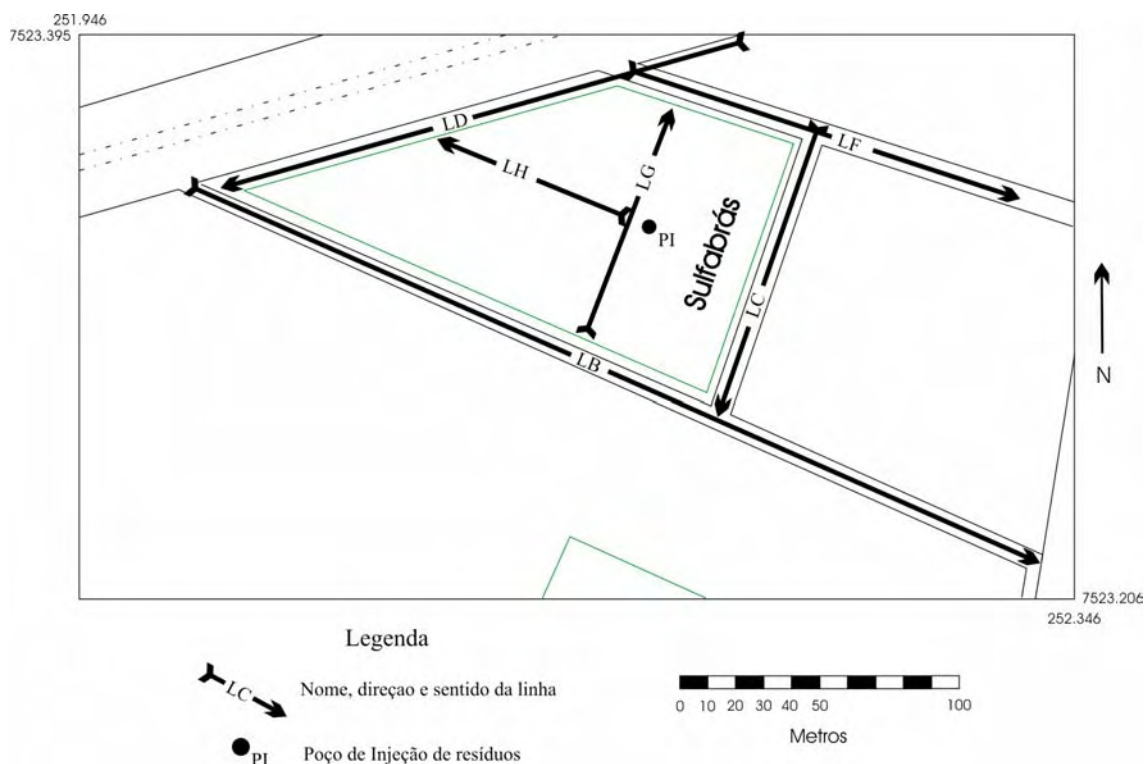 251.946
7523.395
LD
LF
LH
LG
PI
Sulfabrás
LC
LB
N
7523.206
252.346
Legenda
LC
Nome, direçao e sentido da linha
PI
Poço de Injeção de resíduos
0 10 20 30 40 50 100
Metros